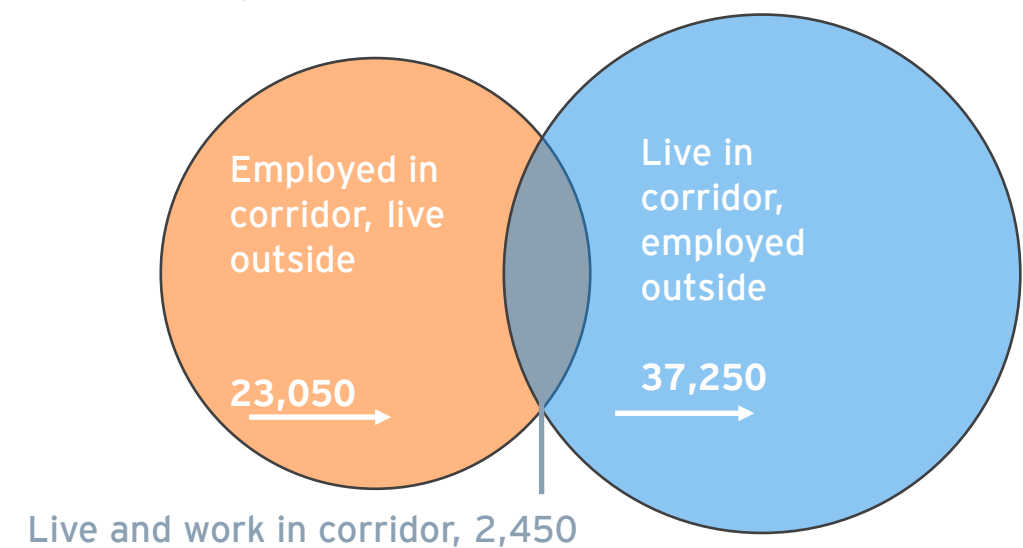 Employed in
corridor, live
outside
23,050
Live in
corridor,
employed
outside
37,250
Live and work in corridor, 2,450